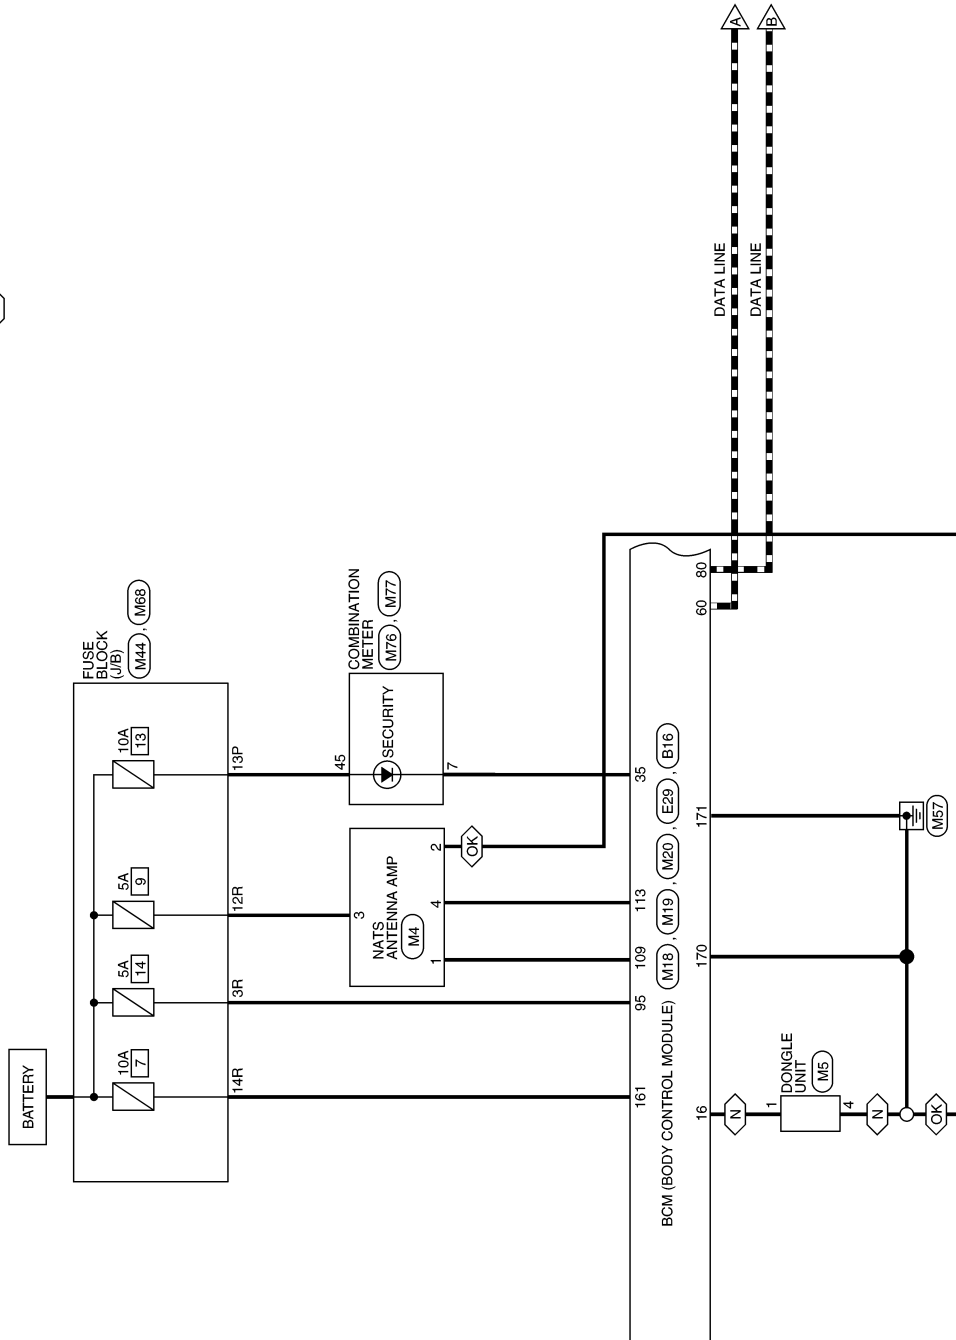 BATTERY
FUSE
BLOCK
(J/B)
M44 , M68
10A
7
5A
14
5A
9
10A
13
14R
3R
12R
13P
NATS
ANTENNA AMP
M4
3
1
4
2
OK
COMBINATION
METER
M76 , M77
SECURITY
45
7
161
95
109
113
35
BCM (BODY CONTROL MODULE)
M18 , M19 , M20 , E29 , B16
16
170
171
60
80
DATA LINE
DATA LINE
A
B
N
1
DONGLE
UNIT
M5
4
N
OK
M57